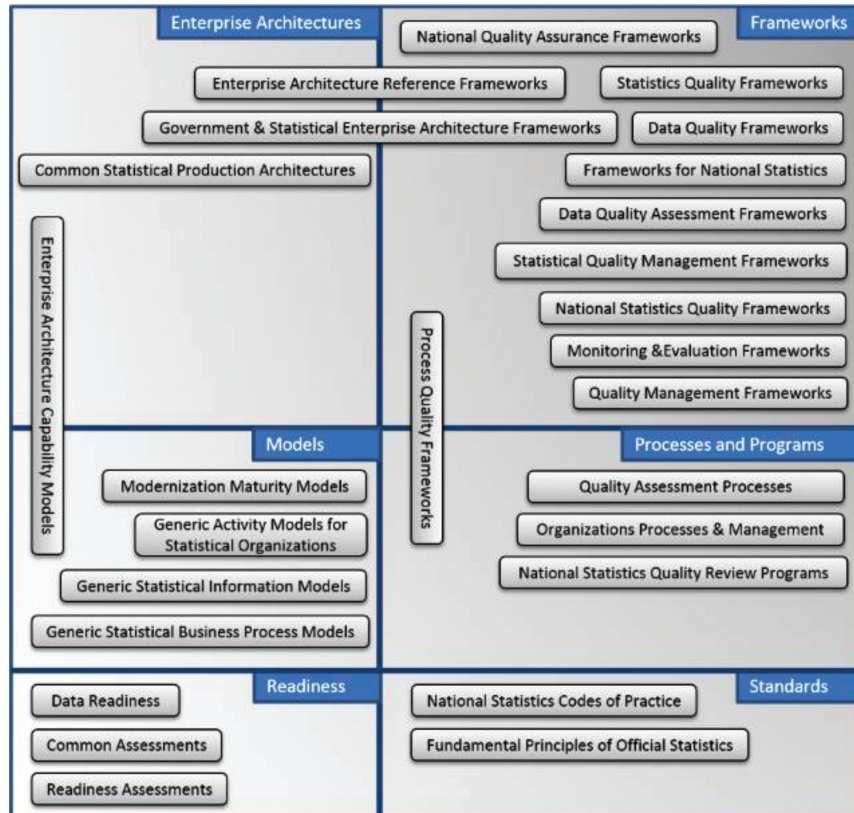 Enterprise Architectures
Frameworks
National Quality Assurance Frameworks
Enterprise Architecture Reference Frameworks
Statistics Quality Frameworks
Government & Statistical Enterprise Architecture Frameworks
Data Quality Frameworks
Common Statistical Production Architectures
Frameworks for National Statistics
Data Quality Assessment Frameworks
Enterprise Architecture Capability Models
Statistical Quality Management Frameworks
National Statistics Quality Frameworks
Process Quality Frameworks
Monitoring &Evaluation Frameworks
Quality Management Frameworks
Models
Processes and Programs
Modernization Maturity Models
Quality Assessment Processes
Generic Activity Models for
Statistical Organizations
Organizations Processes & Management
Generic Statistical Information Models
National Statistics Quality Review Programs
Generic Statistical Business Process Models
Readiness
Standards
Data Readiness
National Statistics Codes of Practice
Common Assessments
Fundamental Principles of Official Statistics
Readiness Assessments